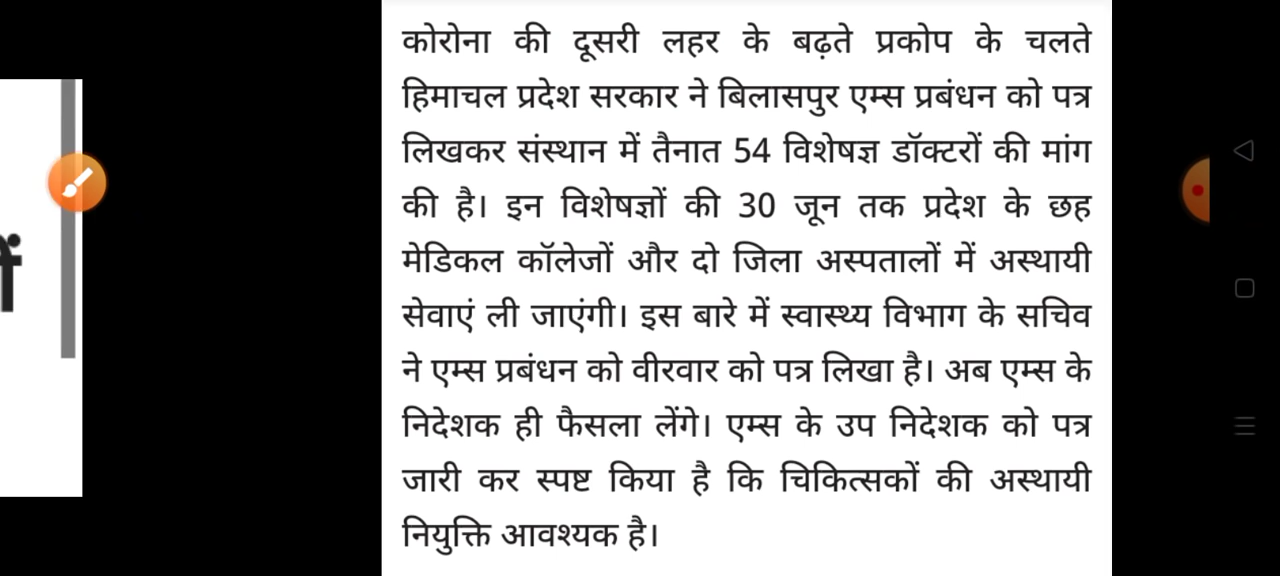 कोरोना की दूसरी लहर के बढ़ते प्रकोप के चलते
हिमाचल प्रदेश सरकार ने बिलासपुर एम्स प्रबंधन को पत्र
लिखकर संस्थान में तैनात 54 विशेषज्ञ डॉक्टरों की मांग
की है। इन विशेषज्ञों की 30 जून तक प्रदेश के छह
मेडिकल कॉलेजों और दो जिला अस्पतालों में अस्थायी
सेवाएं ली जाएंगी। इस बारे में स्वास्थ्य विभाग के सचिव
ने एम्स प्रबंधन को वीरवार को पत्र लिखा है। अब एम्स के
निदेशक ही फैसला लेंगे। एम्स के उप निदेशक को पत्र
जारी कर स्पष्ट किया है कि चिकित्सकों की अस्थायी
नियुक्ति आवश्यक है।